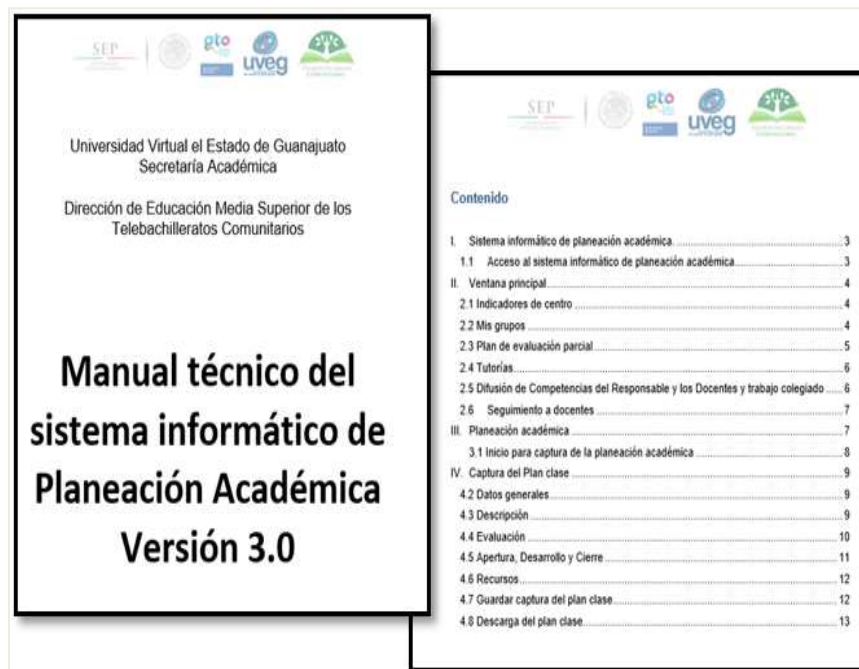 SEP
gto
uveg
Universidad Virtual el Estado de Guanajuato
Secretaría Académica
Dirección de Educación Media Superior de los
Telebachilleratos Comunitarios
Manual técnico del
sistema informático de
Planeación Académica
Versión 3.0
SEP
gto
uveg
Contenido
I. Sistema informático de planeación académica. 3
1.1 Acceso al sistema informático de planeación académica 3
II. Ventana principal 4
2.1 Indicadores de centro 4
2.2 Mis grupos 4
2.3 Plan de evaluación parcial 5
2.4 Tutorías 6
2.5 Difusión de Competencias del Responsable y los Docentes y trabajo colegiado 6
2.6 Seguimiento a docentes 7
III. Planeación académica 7
3.1 Inicio para captura de la planeación académica 8
IV. Captura del Plan clase 9
4.2 Datos generales 9
4.3 Descripción 9
4.4 Evaluación 10
4.5 Apertura, Desarrollo y Cierre 11
4.6 Recursos 12
4.7 Guardar captura del plan clase 12
4.8 Descarga del plan clase 13